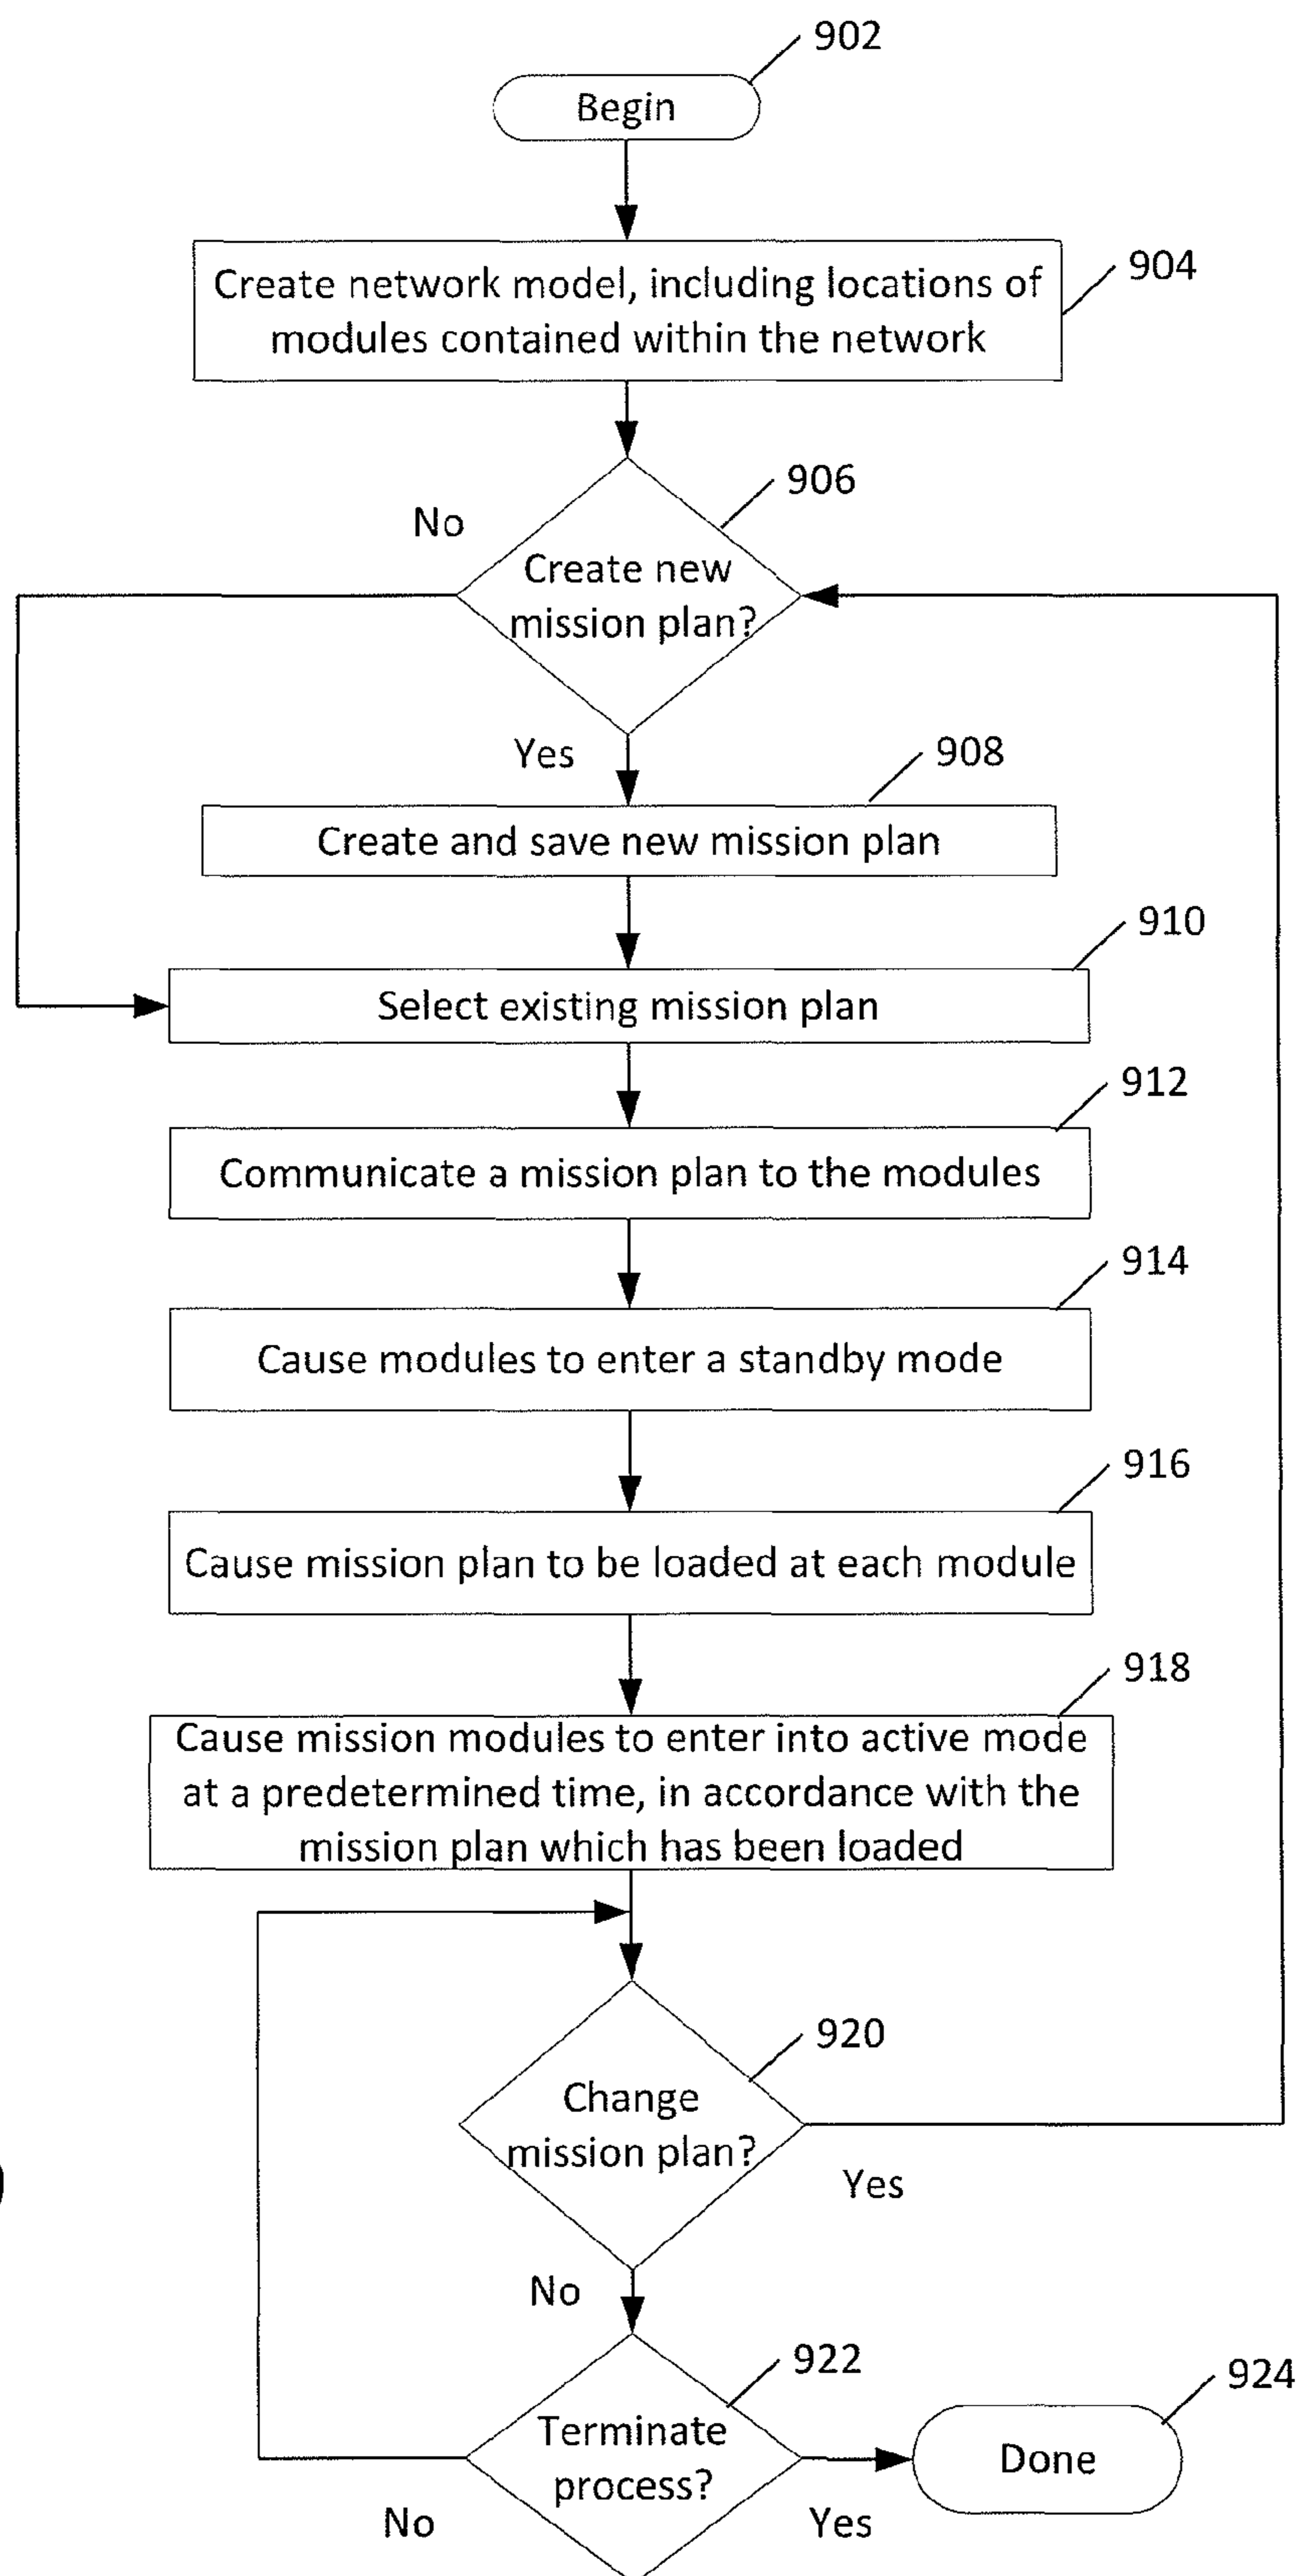 902
Begin
904
Create network model, including locations of
modules contained within the network
906
No
Create new
mission plan?
Yes
908
Create and save new mission plan
910
Select existing mission plan
912
Communicate a mission plan to the modules
914
Cause modules to enter a standby mode
916
Cause mission plan to be loaded at each module
918
Cause mission modules to enter into active mode
at a predetermined time, in accordance with the
mission plan which has been loaded
920
Change
mission plan?
Yes
No
922
924
Terminate
process?
Done
No
Yes